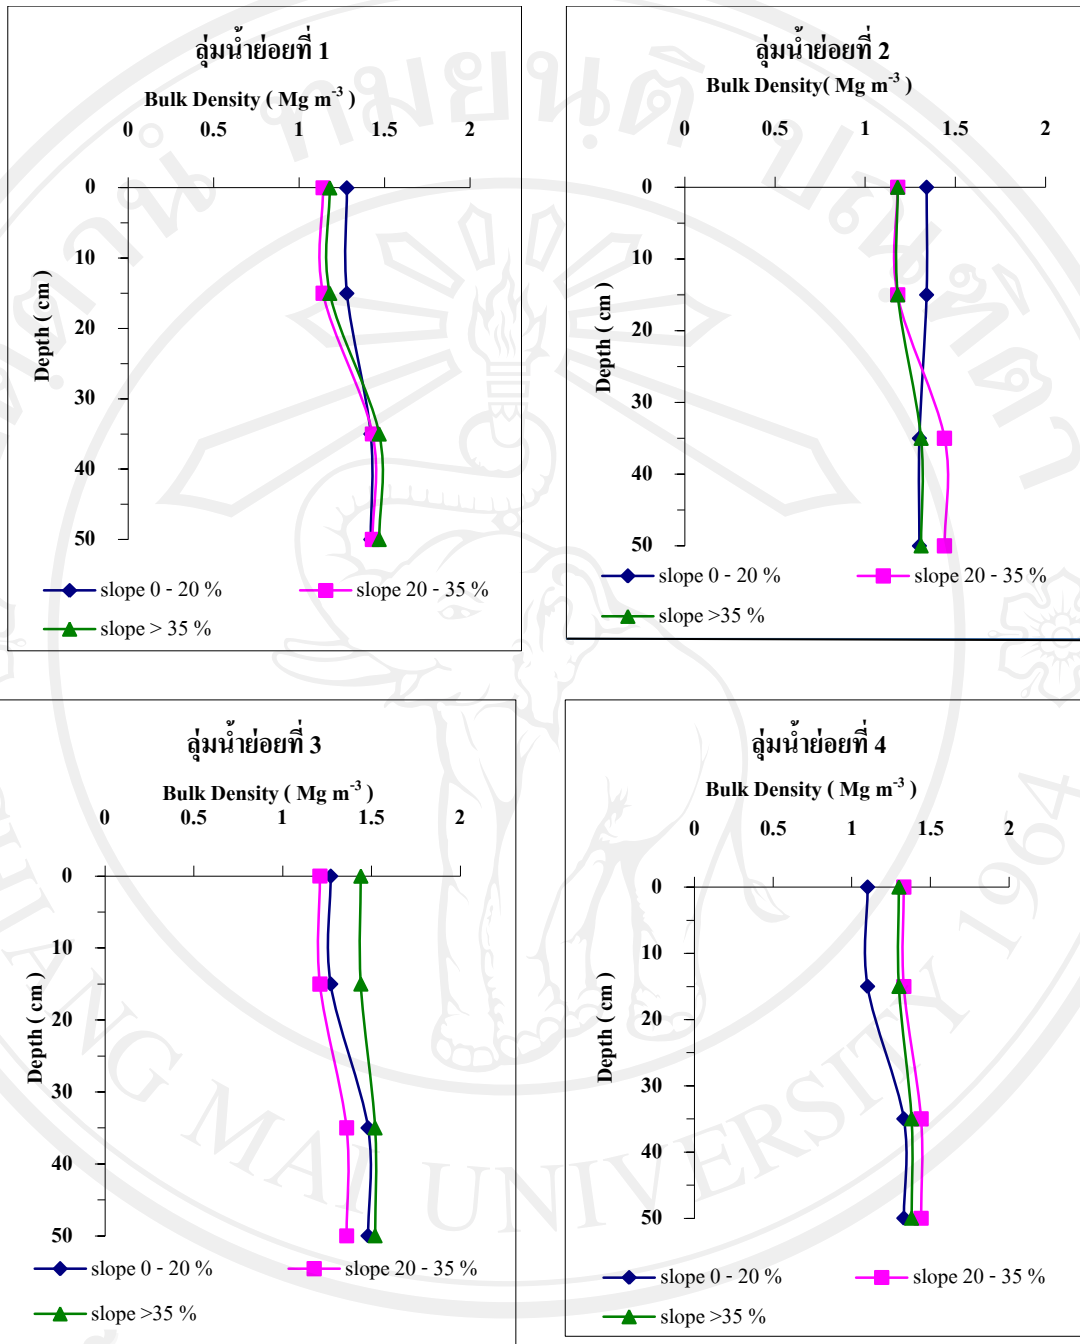 ลุ่มน้ำย่อยที่ 1
Bulk Density ( Mg m-3 )
0 0.5 1 1.5 2
0
10
20
30
40
50
Depth ( cm )
slope 0 - 20 % slope 20 - 35 %
slope > 35 %
ลุ่มน้ำย่อยที่ 2
Bulk Density( Mg m-3 )
0 0.5 1 1.5 2
0
10
20
30
40
50
Depth ( cm )
slope 0 - 20 % slope 20 - 35 %
slope >35 %
ลุ่มน้ำย่อยที่ 3
Bulk Density ( Mg m-3 )
0 0.5 1 1.5 2
0
10
20
30
40
50
Depth ( cm )
slope 0 - 20 % slope 20 - 35 %
slope >35 %
ลุ่มน้ำย่อยที่ 4
Bulk Density ( Mg m-3 )
0 0.5 1 1.5 2
0
10
20
30
40
50
Depth ( cm )
slope 0 - 20 % slope 20 - 35 %
slope >35 %
CHIANG MAI UNIVERSITY 1964